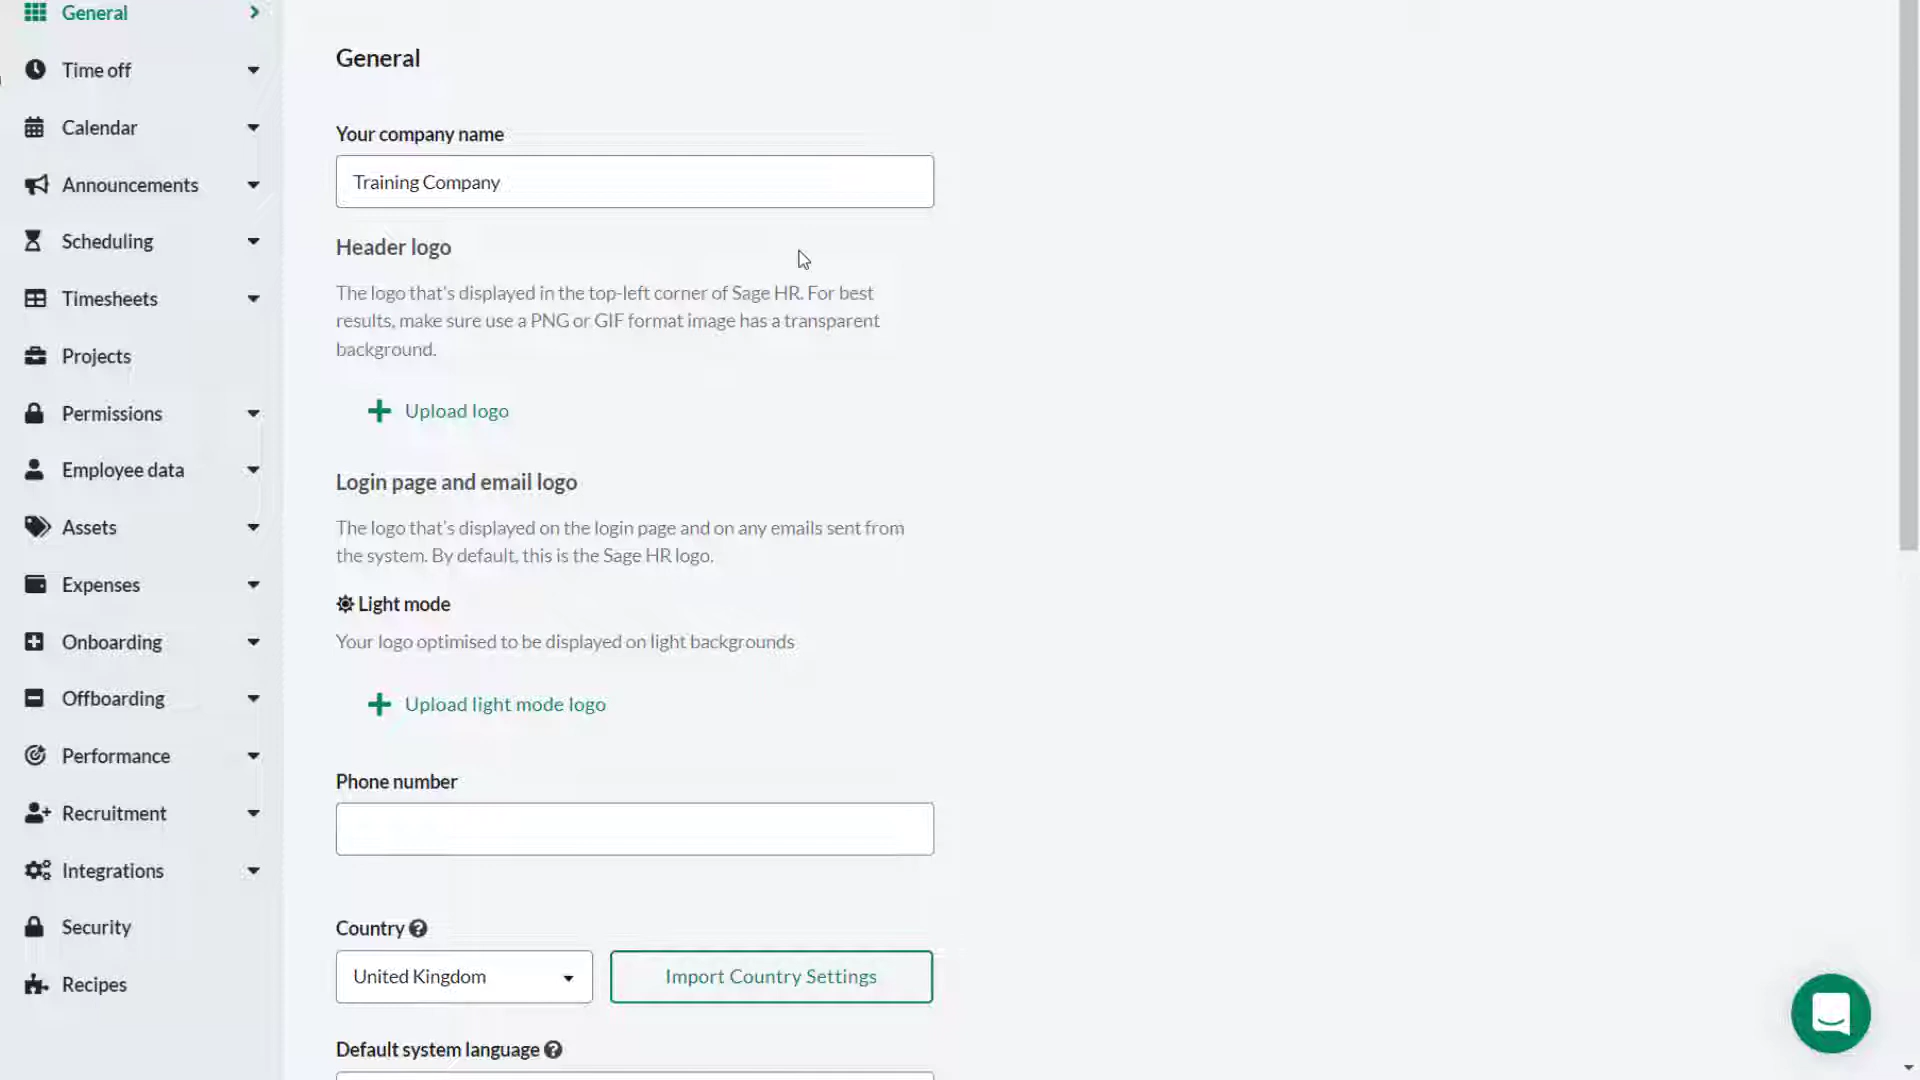 General
Time off
Calendar
Announcements
Scheduling
Timesheets
Projects
Permissions
Employee data
Assets
Expenses
Onboarding
Offboarding
Performance
Recruitment
Integrations
Security
Recipes
General
Your company name
Training Company
Header logo
The logo that's displayed in the top-left corner of Sage HR. For best
results, make sure use a PNG or GIF format image has a transparent
background.
Upload logo
Login page and email logo
The logo that's displayed on the login page and on any emails sent from
the system. By default, this is the Sage HR logo.
Light mode
Your logo optimised to be displayed on light backgrounds
Upload light mode logo
Phone number
Country
United Kingdom
Import Country Settings
Default system language